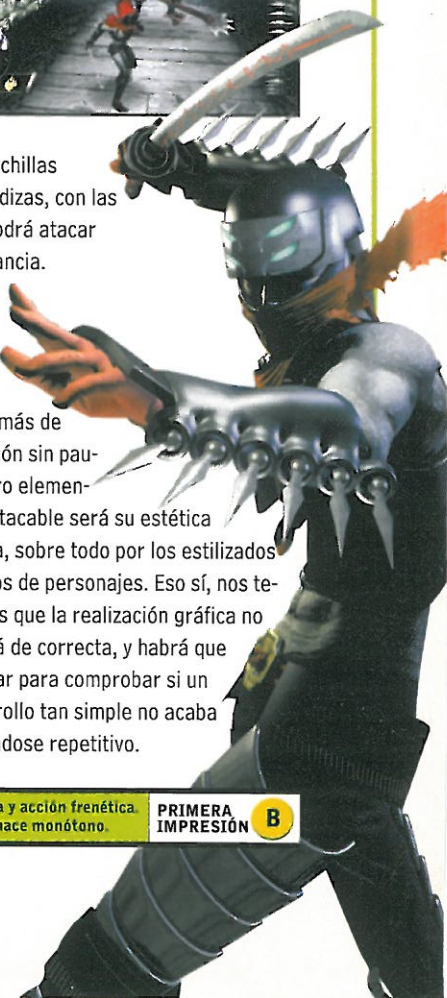 chillas
dizas, con las
odrá atacar
ancia.
más de
ón sin pau-
ro elemen-
tacable será su estética
a, sobre todo por los estilizados
os de personajes. Eso sí, nos te-
s que la realización gráfica no
á de correcta, y habrá que
ar para comprobar si un
rollo tan simple no acaba
ndose repetitivo.
a y acción frenética.
hace monótono.
PRIMERA
IMPRESIÓN B